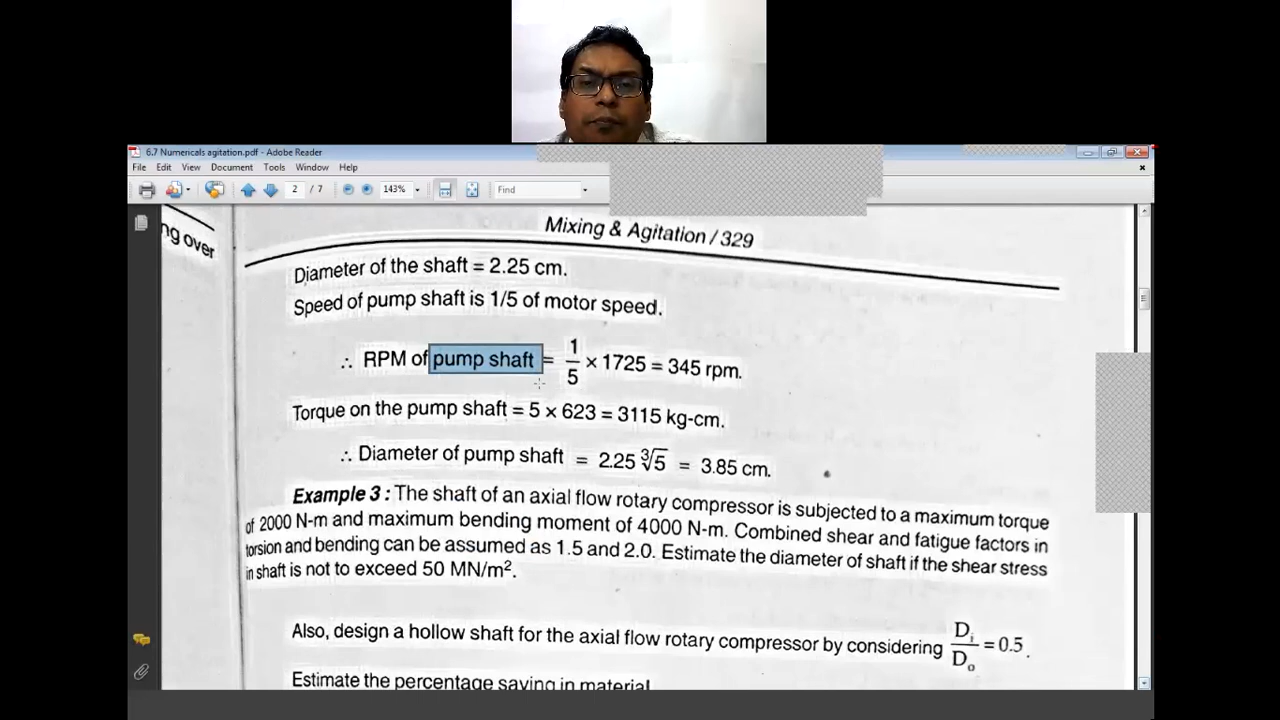 6.7 Numericals agitation.pdf - Adobe Reader
File Edit View Document Tools Window Help
2 / 7 143% Find
ng over
Mixing & Agitation / 329
Diameter of the shaft = 2.25 cm.
Speed of pump shaft is 1/5 of motor speed.
∴ RPM of pump shaft = 1/5 × 1725 = 345 rpm.
Torque on the pump shaft = 5 × 623 = 3115 kg-cm.
∴ Diameter of pump shaft = 2.25 ∛5 = 3.85 cm.
Example 3 : The shaft of an axial flow rotary compressor is subjected to a maximum torque
of 2000 N-m and maximum bending moment of 4000 N-m. Combined shear and fatigue factors in
torsion and bending can be assumed as 1.5 and 2.0. Estimate the diameter of shaft if the shear stress
in shaft is not to exceed 50 MN/m².
Also, design a hollow shaft for the axial flow rotary compressor by considering Di/Do = 0.5 .
Estimate the percentage saving in material